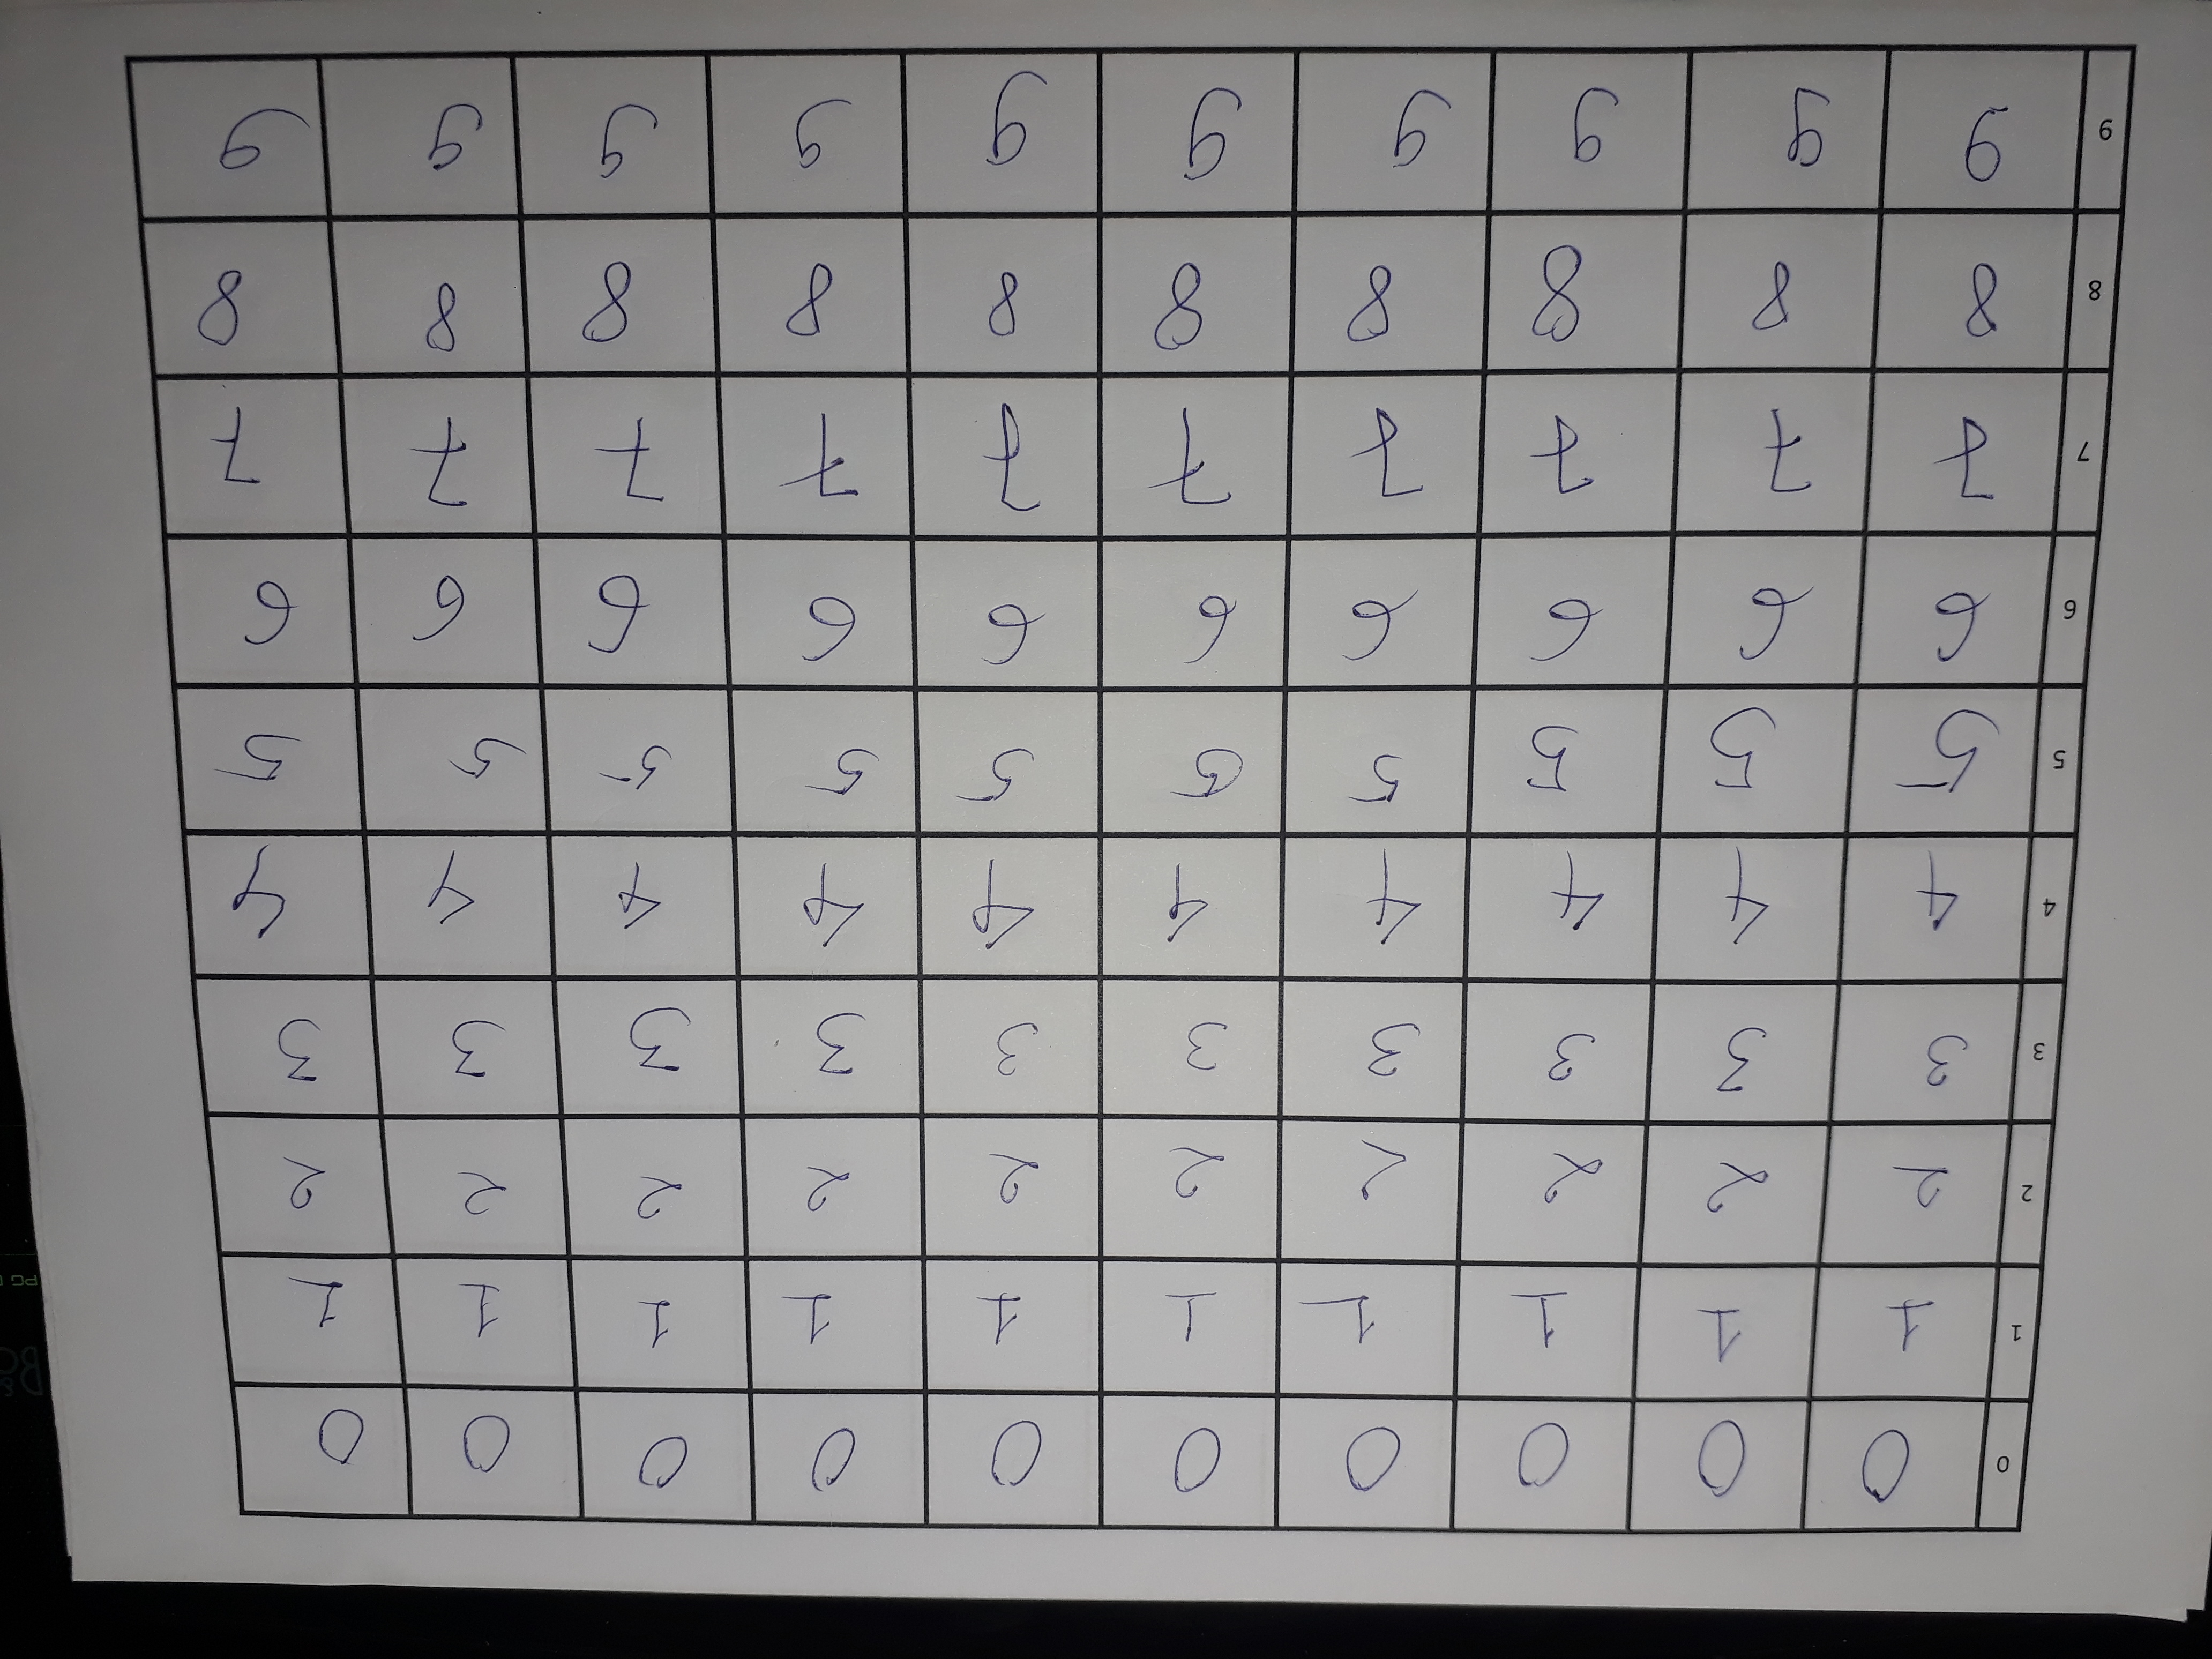 0 0 0 0 0 0 0 0 0 0 0
1 1 1 1 1 1 1 1 1 1 1
2 2 2 2 2 2 2 2 2 2 2
3 3 3 3 3 3 3 3 3 3 3
4 4 4 4 4 4 4 4 4 4 4
5 5 5 5 5 5 5 5 5 5 5
6 6 6 6 6 6 6 6 6 6 6
7 7 7 7 7 7 7 7 7 7 7
8 8 8 8 8 8 8 8 8 8 8
9 9 9 9 9 9 9 9 9 9 9